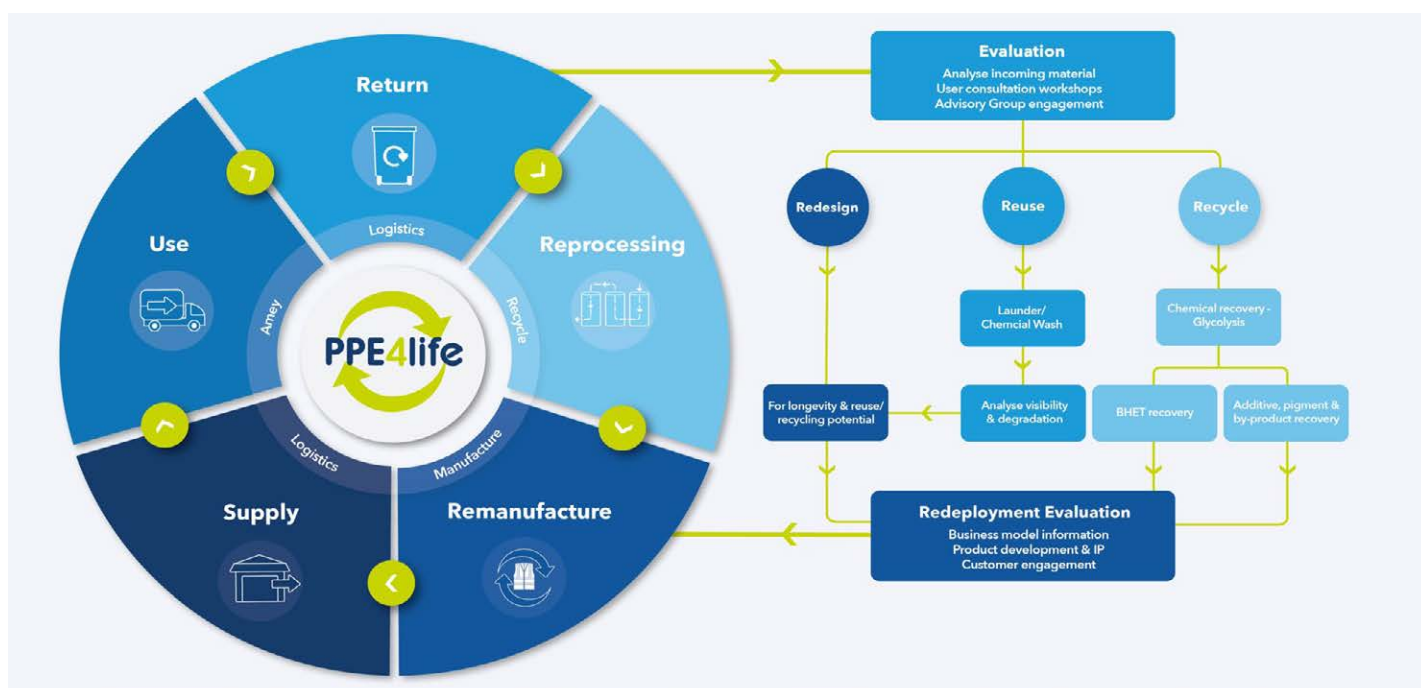 Return
Logistics
Use
Amey
Reprocessing
Recycle
PPE4life
Supply
Logistics
Remanufacture
Manufacture
Evaluation
Analyse incoming material
User consultation workshops
Advisory Group engagement
Redesign
Reuse
Recycle
Launder/
Chemcial Wash
Chemical recovery -
Glycolysis
For longevity & reuse/
recycling potential
Analyse visibility
& degradation
BHET recovery
Additive, pigment &
by-product recovery
Redeployment Evaluation
Business model information
Product development & IP
Customer engagement